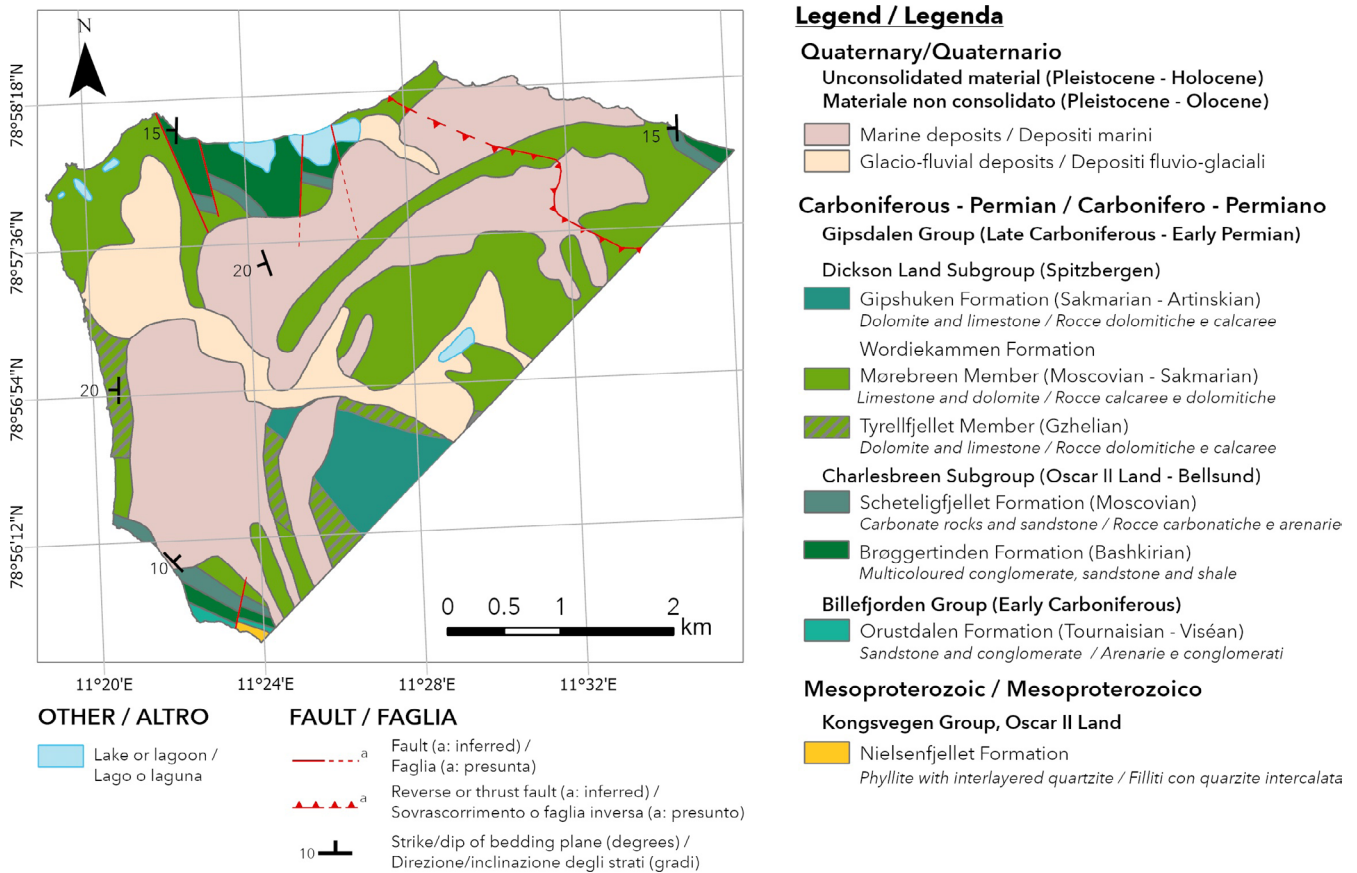 N
78°58'18"N
78°57'36"N
78°56'54"N
78°56'12"N
15
15
20
20
10
0 0.5 1 2
km
11°20'E 11°24'E 11°28'E 11°32'E
OTHER / ALTRO
Lake or lagoon /
Lago o laguna
FAULT / FAGLIA
a
Fault (a: inferred) /
Faglia (a: presunta)
a
Reverse or thrust fault (a: inferred) /
Sovrascorrimento o faglia inversa (a: presunto)
10
Strike/dip of bedding plane (degrees) /
Direzione/inclinazione degli strati (gradi)
Legend / Legenda
Quaternary/Quaternario
Unconsolidated material (Pleistocene - Holocene)
Materiale non consolidato (Pleistocene - Olocene)
Marine deposits / Depositi marini
Glacio-fluvial deposits / Depositi fluvio-glaciali
Carboniferous - Permian / Carbonifero - Permiano
Gipsdalen Group (Late Carboniferous - Early Permian)
Dickson Land Subgroup (Spitzbergen)
Gipshuken Formation (Sakmarian - Artinskian)
Dolomite and limestone / Rocce dolomitiche e calcaree
Wordiekammen Formation
Mørebreen Member (Moscovian - Sakmarian)
Limestone and dolomite / Rocce calcaree e dolomitiche
Tyrellfjellet Member (Gzhelian)
Dolomite and limestone / Rocce dolomitiche e calcaree
Charlesbreen Subgroup (Oscar II Land - Bellsund)
Scheteligfjellet Formation (Moscovian)
Carbonate rocks and sandstone / Rocce carbonatiche e arenarie
Brøggertinden Formation (Bashkirian)
Multicoloured conglomerate, sandstone and shale
Billefjorden Group (Early Carboniferous)
Orustdalen Formation (Tournaisian - Viséan)
Sandstone and conglomerate / Arenarie e conglomerati
Mesoproterozoic / Mesoproterozoico
Kongsvegen Group, Oscar II Land
Nielsenfjellet Formation
Phyllite with interlayered quartzite / Filliti con quarzite intercalata